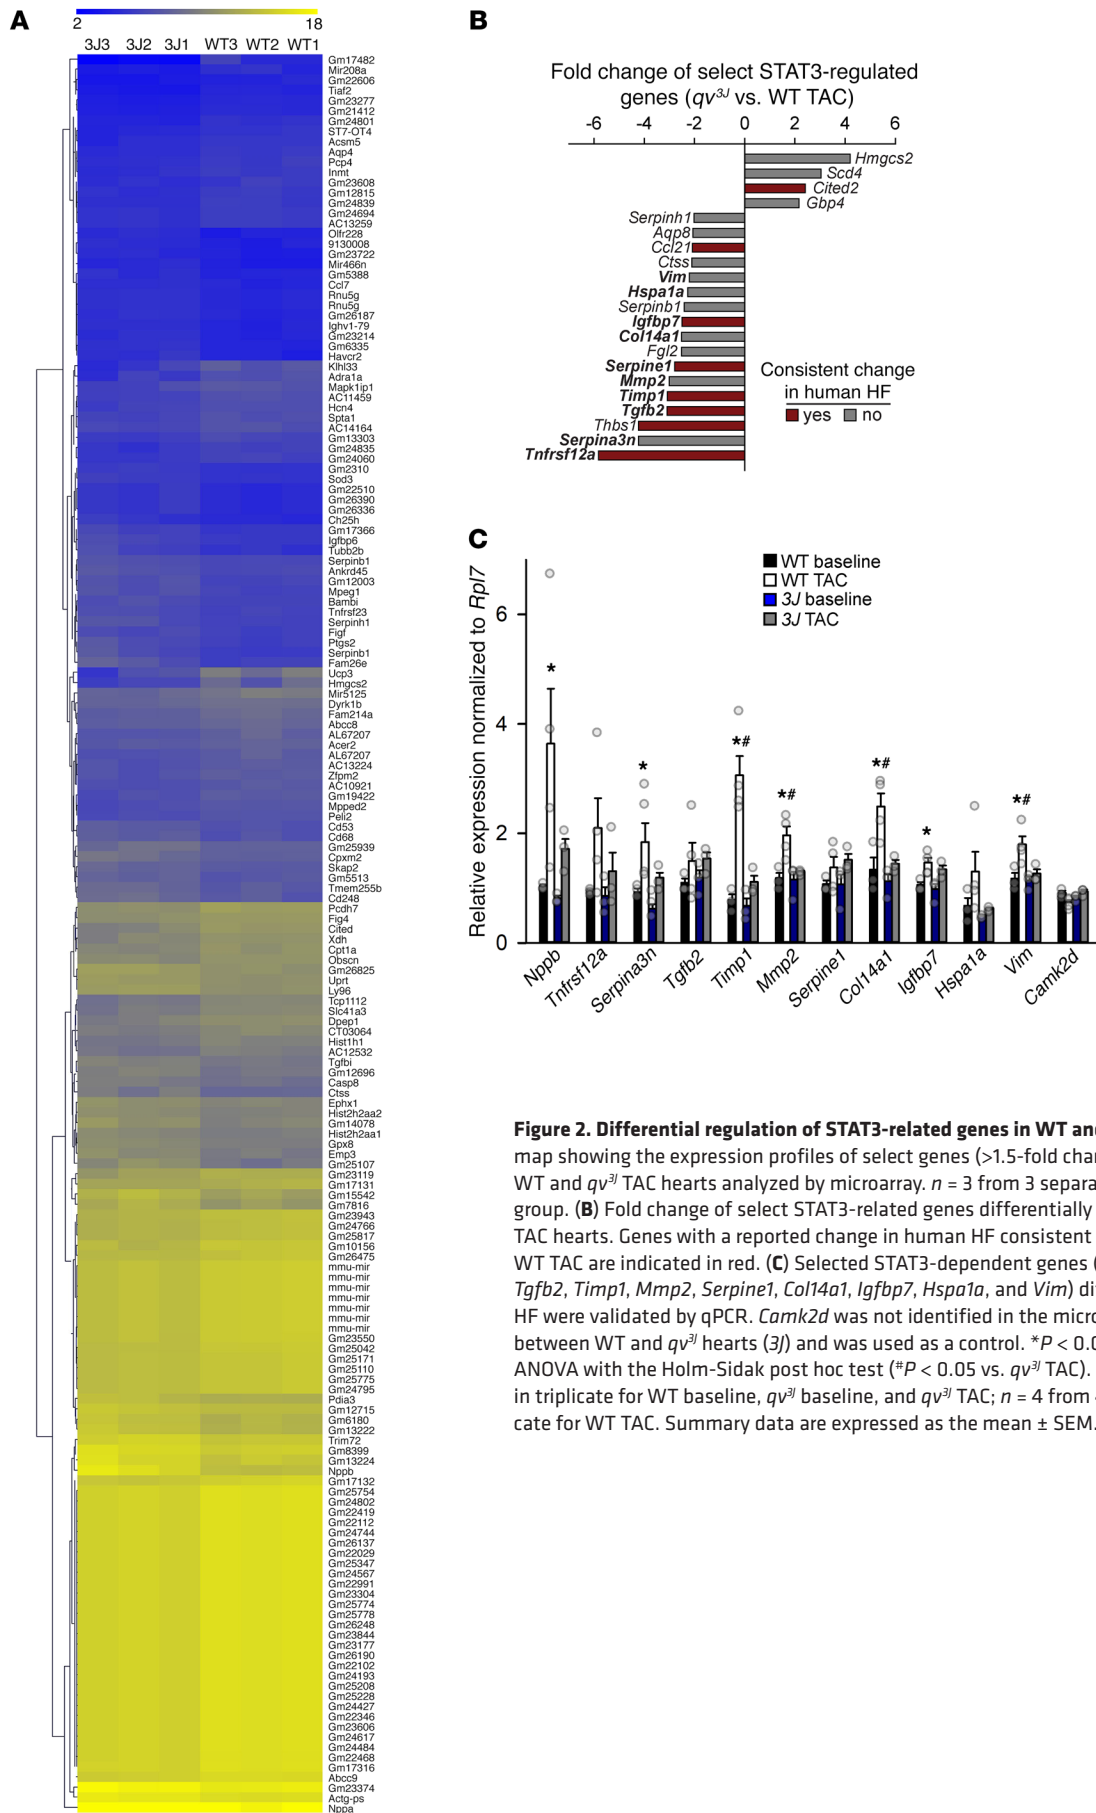 A
2 18
3J3 3J2 3J1 WT3 WT2 WT1
Gm17482
Mir208a
Gm22606
Tiaf2
Gm23277
Gm21412
Gm24801
ST7-OT4
Acsm5
Aqp4
Pcp4
Inmt
Gm23608
Gm12815
Gm24839
Gm24694
AC13259
Olfr228
9130008
Gm23722
Mir466n
Gm5388
Ccl7
Rnu5g
Rnu5g
Gm26187
Ighv1-79
Gm23214
Gm6335
Havcr2
Klhl33
Adra1a
Mapk1ip1
AC11459
Hcn4
Spta1
AC14164
Gm13303
Gm24835
Gm24060
Gm2310
Sod3
Gm22510
Gm26390
Gm26336
Ch25h
Gm17366
Igfbp6
Tubb2b
Serpinb1
Ankrd45
Gm12003
Mpeg1
Bambi
Tnfrsf23
Serpinh1
Figf
Ptgs2
Serpinb1
Fam26e
Ucp3
Hmgcs2
Mir5125
Dyrk1b
Fam214a
Abcc8
AL67207
Acer2
AL67207
AC13224
Zfpm2
AC10921
Gm19422
Mpped2
Peli2
Cd53
Cd68
Gm25939
Cpxm2
Skap2
Gm5513
Tmem255b
Cd248
Pcdh7
Fig4
Cited
Xdh
Cpt1a
Obscn
Gm26825
Uprt
Ly96
Tcp1112
Slc41a3
Dpep1
CT03064
Hist1h1
AC12532
Tgfbi
Gm12696
Casp8
Ctss
Ephx1
Hist2h2aa2
Gm14078
Hist2h2aa1
Gpx8
Emp3
Gm25107
Gm23119
Gm17131
Gm15542
Gm7816
Gm23943
Gm24766
Gm25817
Gm10156
Gm26475
mmu-mir
mmu-mir
mmu-mir
mmu-mir
mmu-mir
mmu-mir
mmu-mir
Gm23550
Gm25042
Gm25171
Gm25110
Gm25775
Gm24795
Pdia3
Gm12715
Gm6180
Gm13222
Trim72
Gm8399
Gm13224
Nppb
Gm17132
Gm25754
Gm24802
Gm22419
Gm22112
Gm24744
Gm26137
Gm22029
Gm25347
Gm24567
Gm22991
Gm23304
Gm25774
Gm25778
Gm26248
Gm23844
Gm23177
Gm26190
Gm22102
Gm24193
Gm25208
Gm25228
Gm24427
Gm22346
Gm23606
Gm24617
Gm24484
Gm22468
Gm17316
Abcc9
Gm23374
Actg-ps
Nppa
B
Fold change of select STAT3-regulated
genes (qv3J vs. WT TAC)
-6 -4 -2 0 2 4 6
Hmgcs2
Scd4
Cited2
Gbp4
Serpinh1
Aqp8
Ccl21
Ctss
Vim
Hspa1a
Serpinb1
Igfbp7
Col14a1
Fgl2
Serpine1
Mmp2
Timp1
Tgfb2
Thbs1
Serpina3n
Tnfrsf12a
Consistent change
in human HF
yes no
C
Relative expression normalized to Rpl7
6
4
2
0
WT baseline
WT TAC
3J baseline
3J TAC
* * *# *# *# * *#
Nppb Tnfrsf12a Serpina3n Tgfb2 Timp1 Mmp2 Serpine1 Col14a1 Igfbp7 Hspa1a Vim Camk2d
Figure 2. Differential regulation of STAT3-related genes in WT and
map showing the expression profiles of select genes (>1.5-fold chan
WT and qv3J TAC hearts analyzed by microarray. n = 3 from 3 separa
group. (B) Fold change of select STAT3-related genes differentially
TAC hearts. Genes with a reported change in human HF consistent
WT TAC are indicated in red. (C) Selected STAT3-dependent genes (
Tgfb2, Timp1, Mmp2, Serpine1, Col14a1, Igfbp7, Hspa1a, and Vim) di
HF were validated by qPCR. Camk2d was not identified in the micro
between WT and qv3J hearts (3J) and was used as a control. *P < 0.0
ANOVA with the Holm-Sidak post hoc test (#P < 0.05 vs. qv3J TAC).
in triplicate for WT baseline, qv3J baseline, and qv3J TAC; n = 4 from
cate for WT TAC. Summary data are expressed as the mean ± SEM.